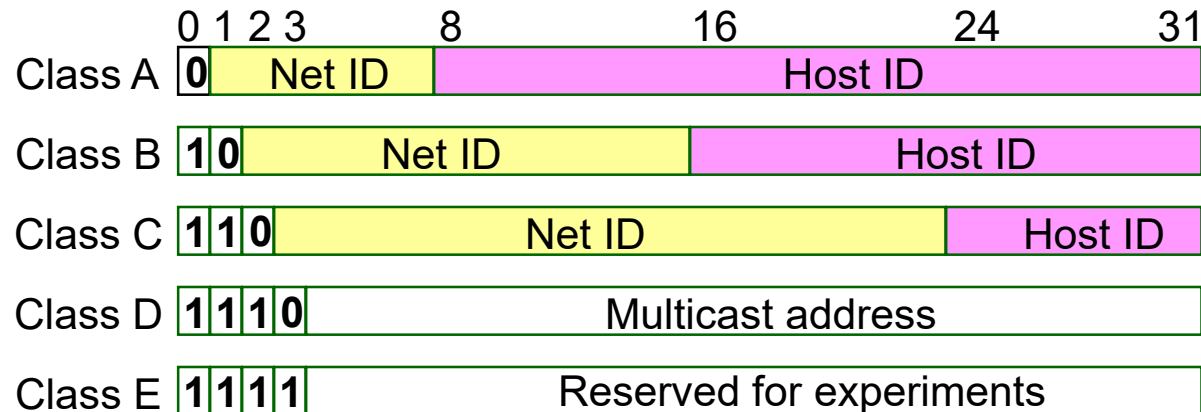 0 1 2 3 8 16 24 31
Class A 0 Net ID Host ID
Class B 1 0 Net ID Host ID
Class C 1 1 0 Net ID Host ID
Class D 1 1 1 0 Multicast address
Class E 1 1 1 1 Reserved for experiments